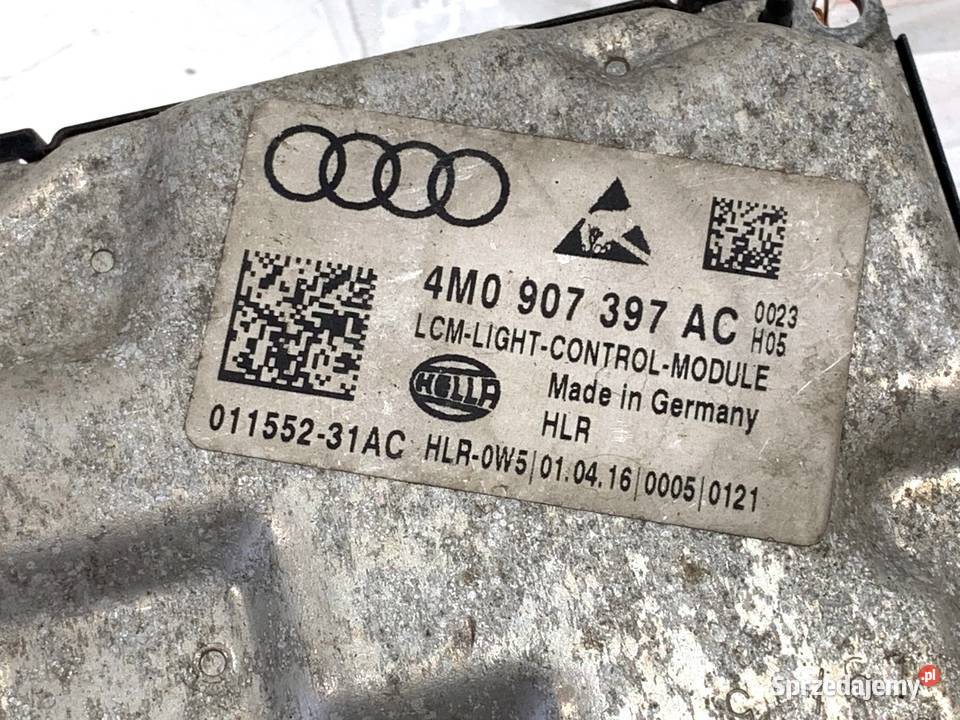 4M0 907 397 AC 0023 H05
LCM-LIGHT-CONTROL-MODULE
HELLA
Made in Germany
HLR
011552-31AC
HLR-0W5|01.04.16|0005|0121
Sprzedajemy.pl